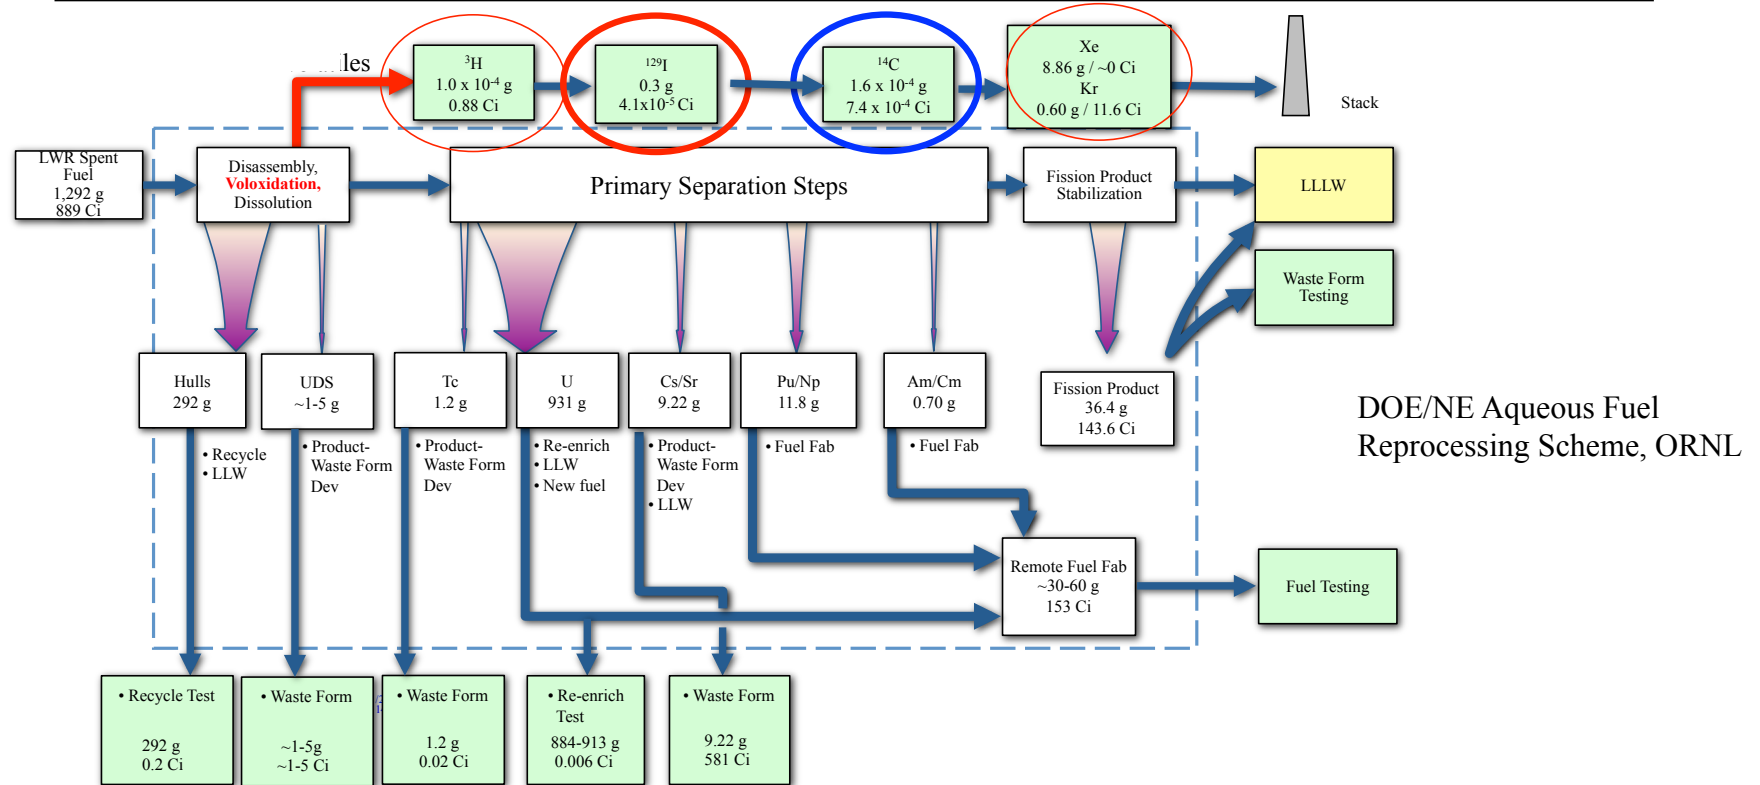 ³H
1.0 x 10⁻⁴ g
0.88 Ci
¹²⁹I
0.3 g
4.1x10⁻⁵ Ci
¹⁴C
1.6 x 10⁻⁴ g
7.4 x 10⁻⁴ Ci
Xe
8.86 g / ~0 Ci
Kr
0.60 g / 11.6 Ci
Stack
LWR Spent
Fuel
1,292 g
889 Ci
Disassembly,
Voloxidation,
Dissolution
Primary Separation Steps
Fission Product
Stabilization
LLLW
Waste Form
Testing
Hulls
292 g
UDS
~1-5 g
Tc
1.2 g
U
931 g
Cs/Sr
9.22 g
Pu/Np
11.8 g
Am/Cm
0.70 g
Fission Product
36.4 g
143.6 Ci
DOE/NE Aqueous Fuel
Reprocessing Scheme, ORNL
• Recycle
• LLW
• Product-
Waste Form
Dev
• Product-
Waste Form
Dev
• Re-enrich
• LLW
• New fuel
• Product-
Waste Form
Dev
• LLW
• Fuel Fab
• Fuel Fab
Remote Fuel Fab
~30-60 g
153 Ci
Fuel Testing
• Recycle Test
292 g
0.2 Ci
• Waste Form
~1-5g
~1-5 Ci
• Waste Form
1.2 g
0.02 Ci
• Re-enrich
Test
884-913 g
0.006 Ci
• Waste Form
9.22 g
581 Ci